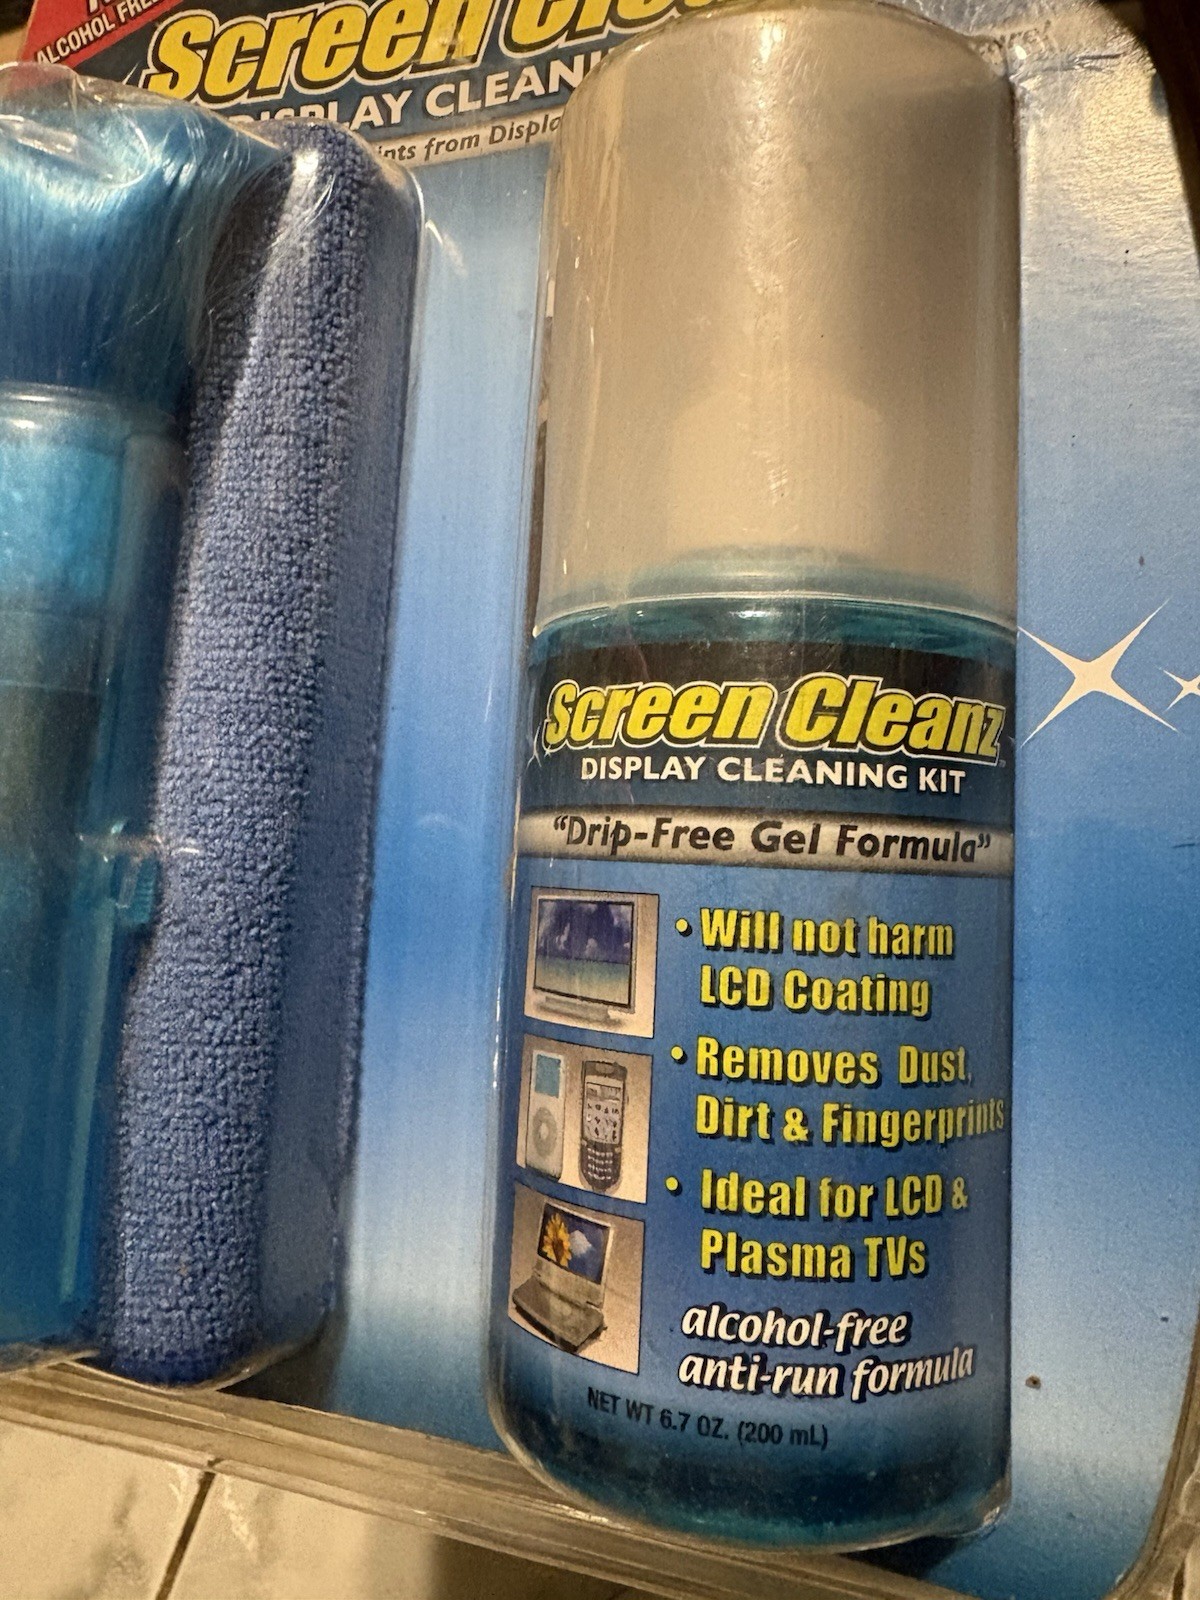 ALCOHOL FREE
Screen
DISPLAY CLEAN
ints from Displa
Screen Cleanz
DISPLAY CLEANING KIT
“Drip-Free Gel Formula”
• Will not harm
LCD Coating
• Removes Dust,
Dirt & Fingerprints
• Ideal for LCD &
Plasma TVs
alcohol-free
anti-run formula
NET WT 6.7 OZ. (200 mL)